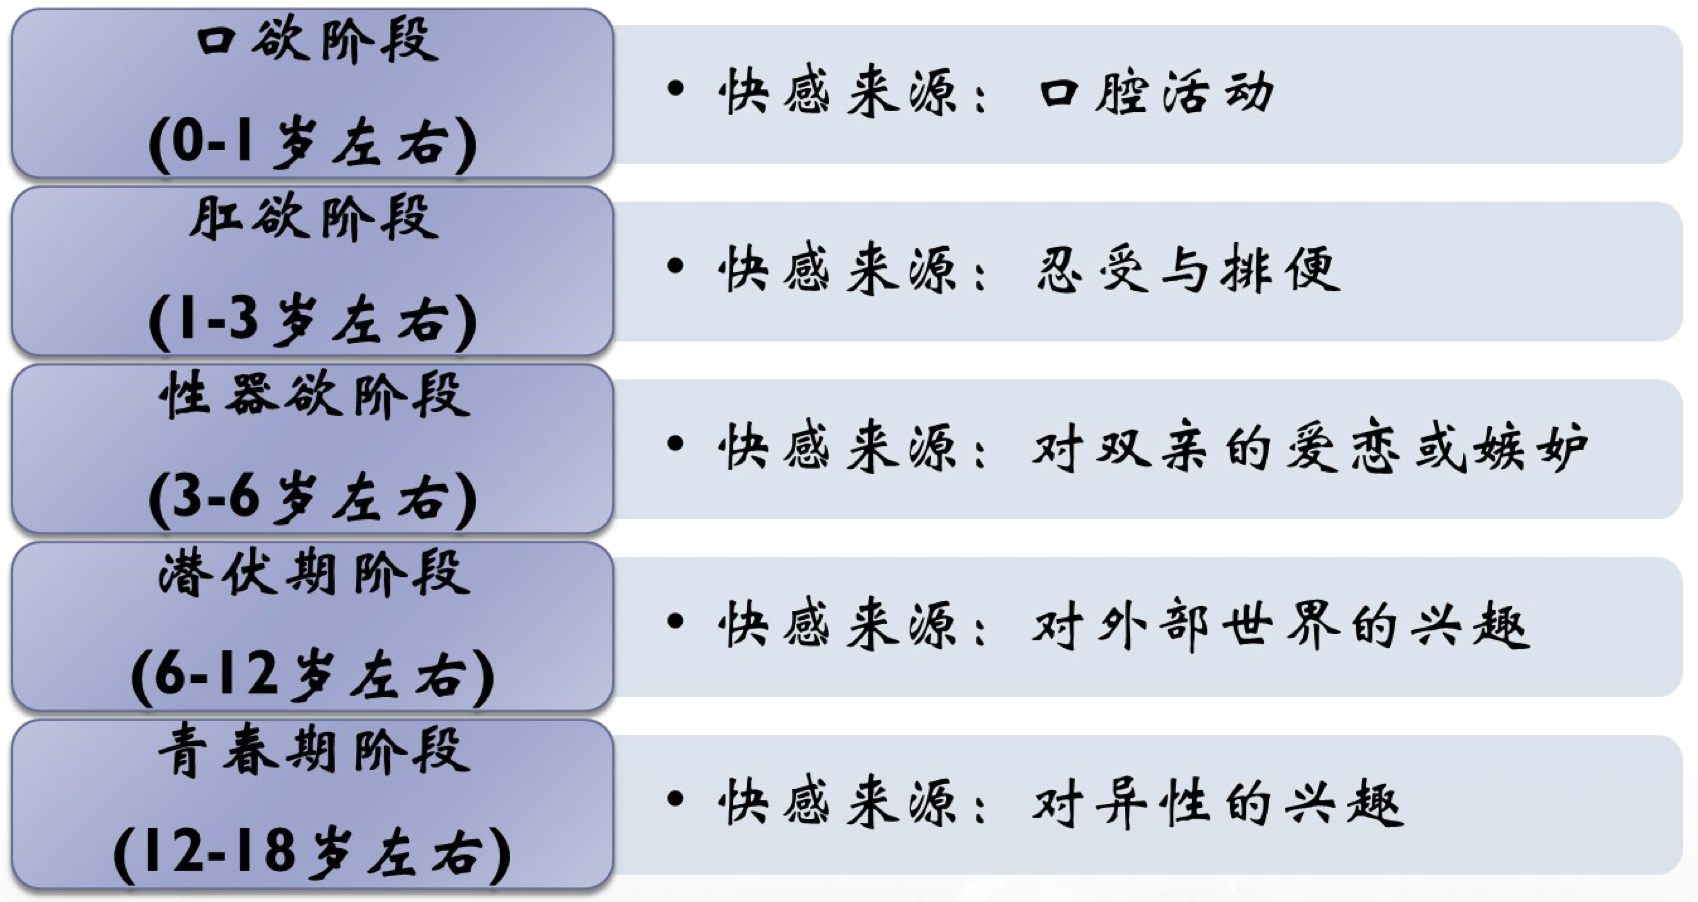 口欲阶段
(0-1岁左右)
• 快感来源：口腔活动
肛欲阶段
(1-3岁左右)
• 快感来源：忍受与排便
性器欲阶段
(3-6岁左右)
• 快感来源：对双亲的爱恋或嫉妒
潜伏期阶段
(6-12岁左右)
• 快感来源：对外部世界的兴趣
青春期阶段
(12-18岁左右)
• 快感来源：对异性的兴趣